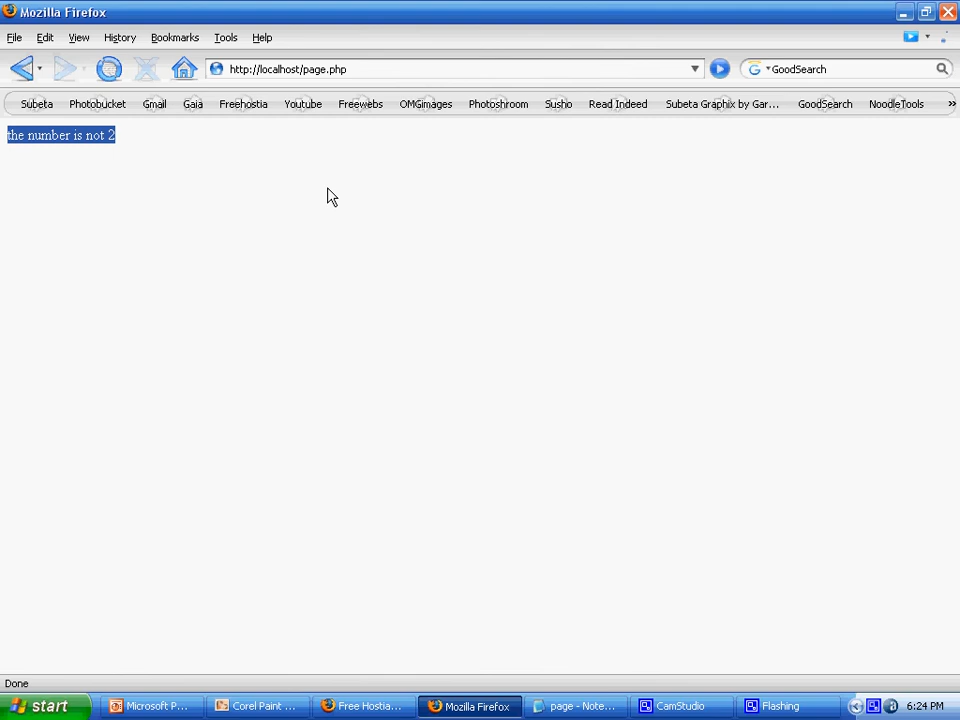 Mozilla Firefox
File Edit View History Bookmarks Tools Help
http://localhost/page.php GoodSearch
Subeta Photobucket Gmail Gaia Freehostia Youtube Freewebs OMGimages Photoshroom Susho Read Indeed Subeta Graphix by Gar... GoodSearch NoodleTools »
the number is not 2
Done
start Microsoft P... Corel Paint ... Free Hostia... Mozilla Firefox page - Note... CamStudio Flashing 6:24 PM